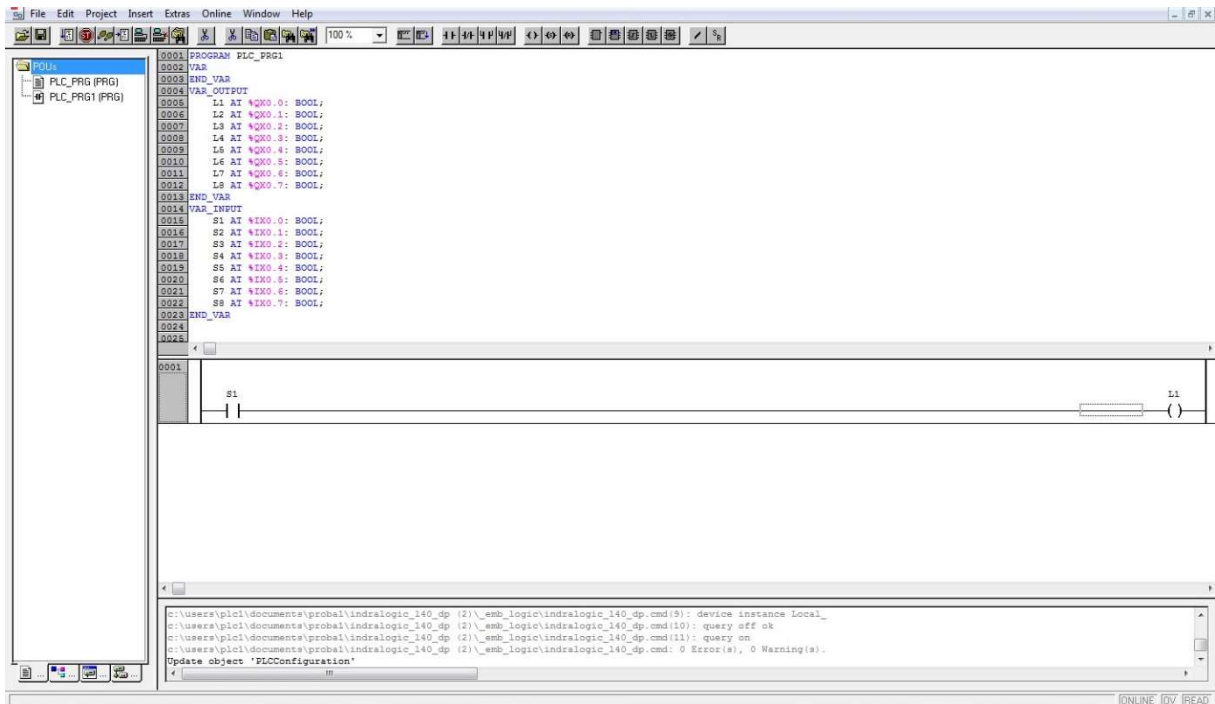 File Edit Project Insert Extras Online Window Help
100 %
POUs
PLC_PRG (PRG)
PLC_PRG1 (PRG)
0001 PROGRAM PLC_PRG1
0002 VAR
0003 END_VAR
0004 VAR_OUTPUT
0005 L1 AT %QX0.0: BOOL;
0006 L2 AT %QX0.1: BOOL;
0007 L3 AT %QX0.2: BOOL;
0008 L4 AT %QX0.3: BOOL;
0009 L5 AT %QX0.4: BOOL;
0010 L6 AT %QX0.5: BOOL;
0011 L7 AT %QX0.6: BOOL;
0012 L8 AT %QX0.7: BOOL;
0013 END_VAR
0014 VAR_INPUT
0015 S1 AT %IX0.0: BOOL;
0016 S2 AT %IX0.1: BOOL;
0017 S3 AT %IX0.2: BOOL;
0018 S4 AT %IX0.3: BOOL;
0019 S5 AT %IX0.4: BOOL;
0020 S6 AT %IX0.5: BOOL;
0021 S7 AT %IX0.6: BOOL;
0022 S8 AT %IX0.7: BOOL;
0023 END_VAR
0024
0025
0001
S1 L1
c:\users\plc1\documents\proba1\indralogic_l40_dp (2)\_emb_logic\indralogic_l40_dp.cmd(9): device instance Local_
c:\users\plc1\documents\proba1\indralogic_l40_dp (2)\_emb_logic\indralogic_l40_dp.cmd(10): query off ok
c:\users\plc1\documents\proba1\indralogic_l40_dp (2)\_emb_logic\indralogic_l40_dp.cmd(11): query on
c:\users\plc1\documents\proba1\indralogic_l40_dp (2)\_emb_logic\indralogic_l40_dp.cmd: 0 Error(s), 0 Warning(s).
Update object 'PLCConfiguration'
ONLINE OV READ